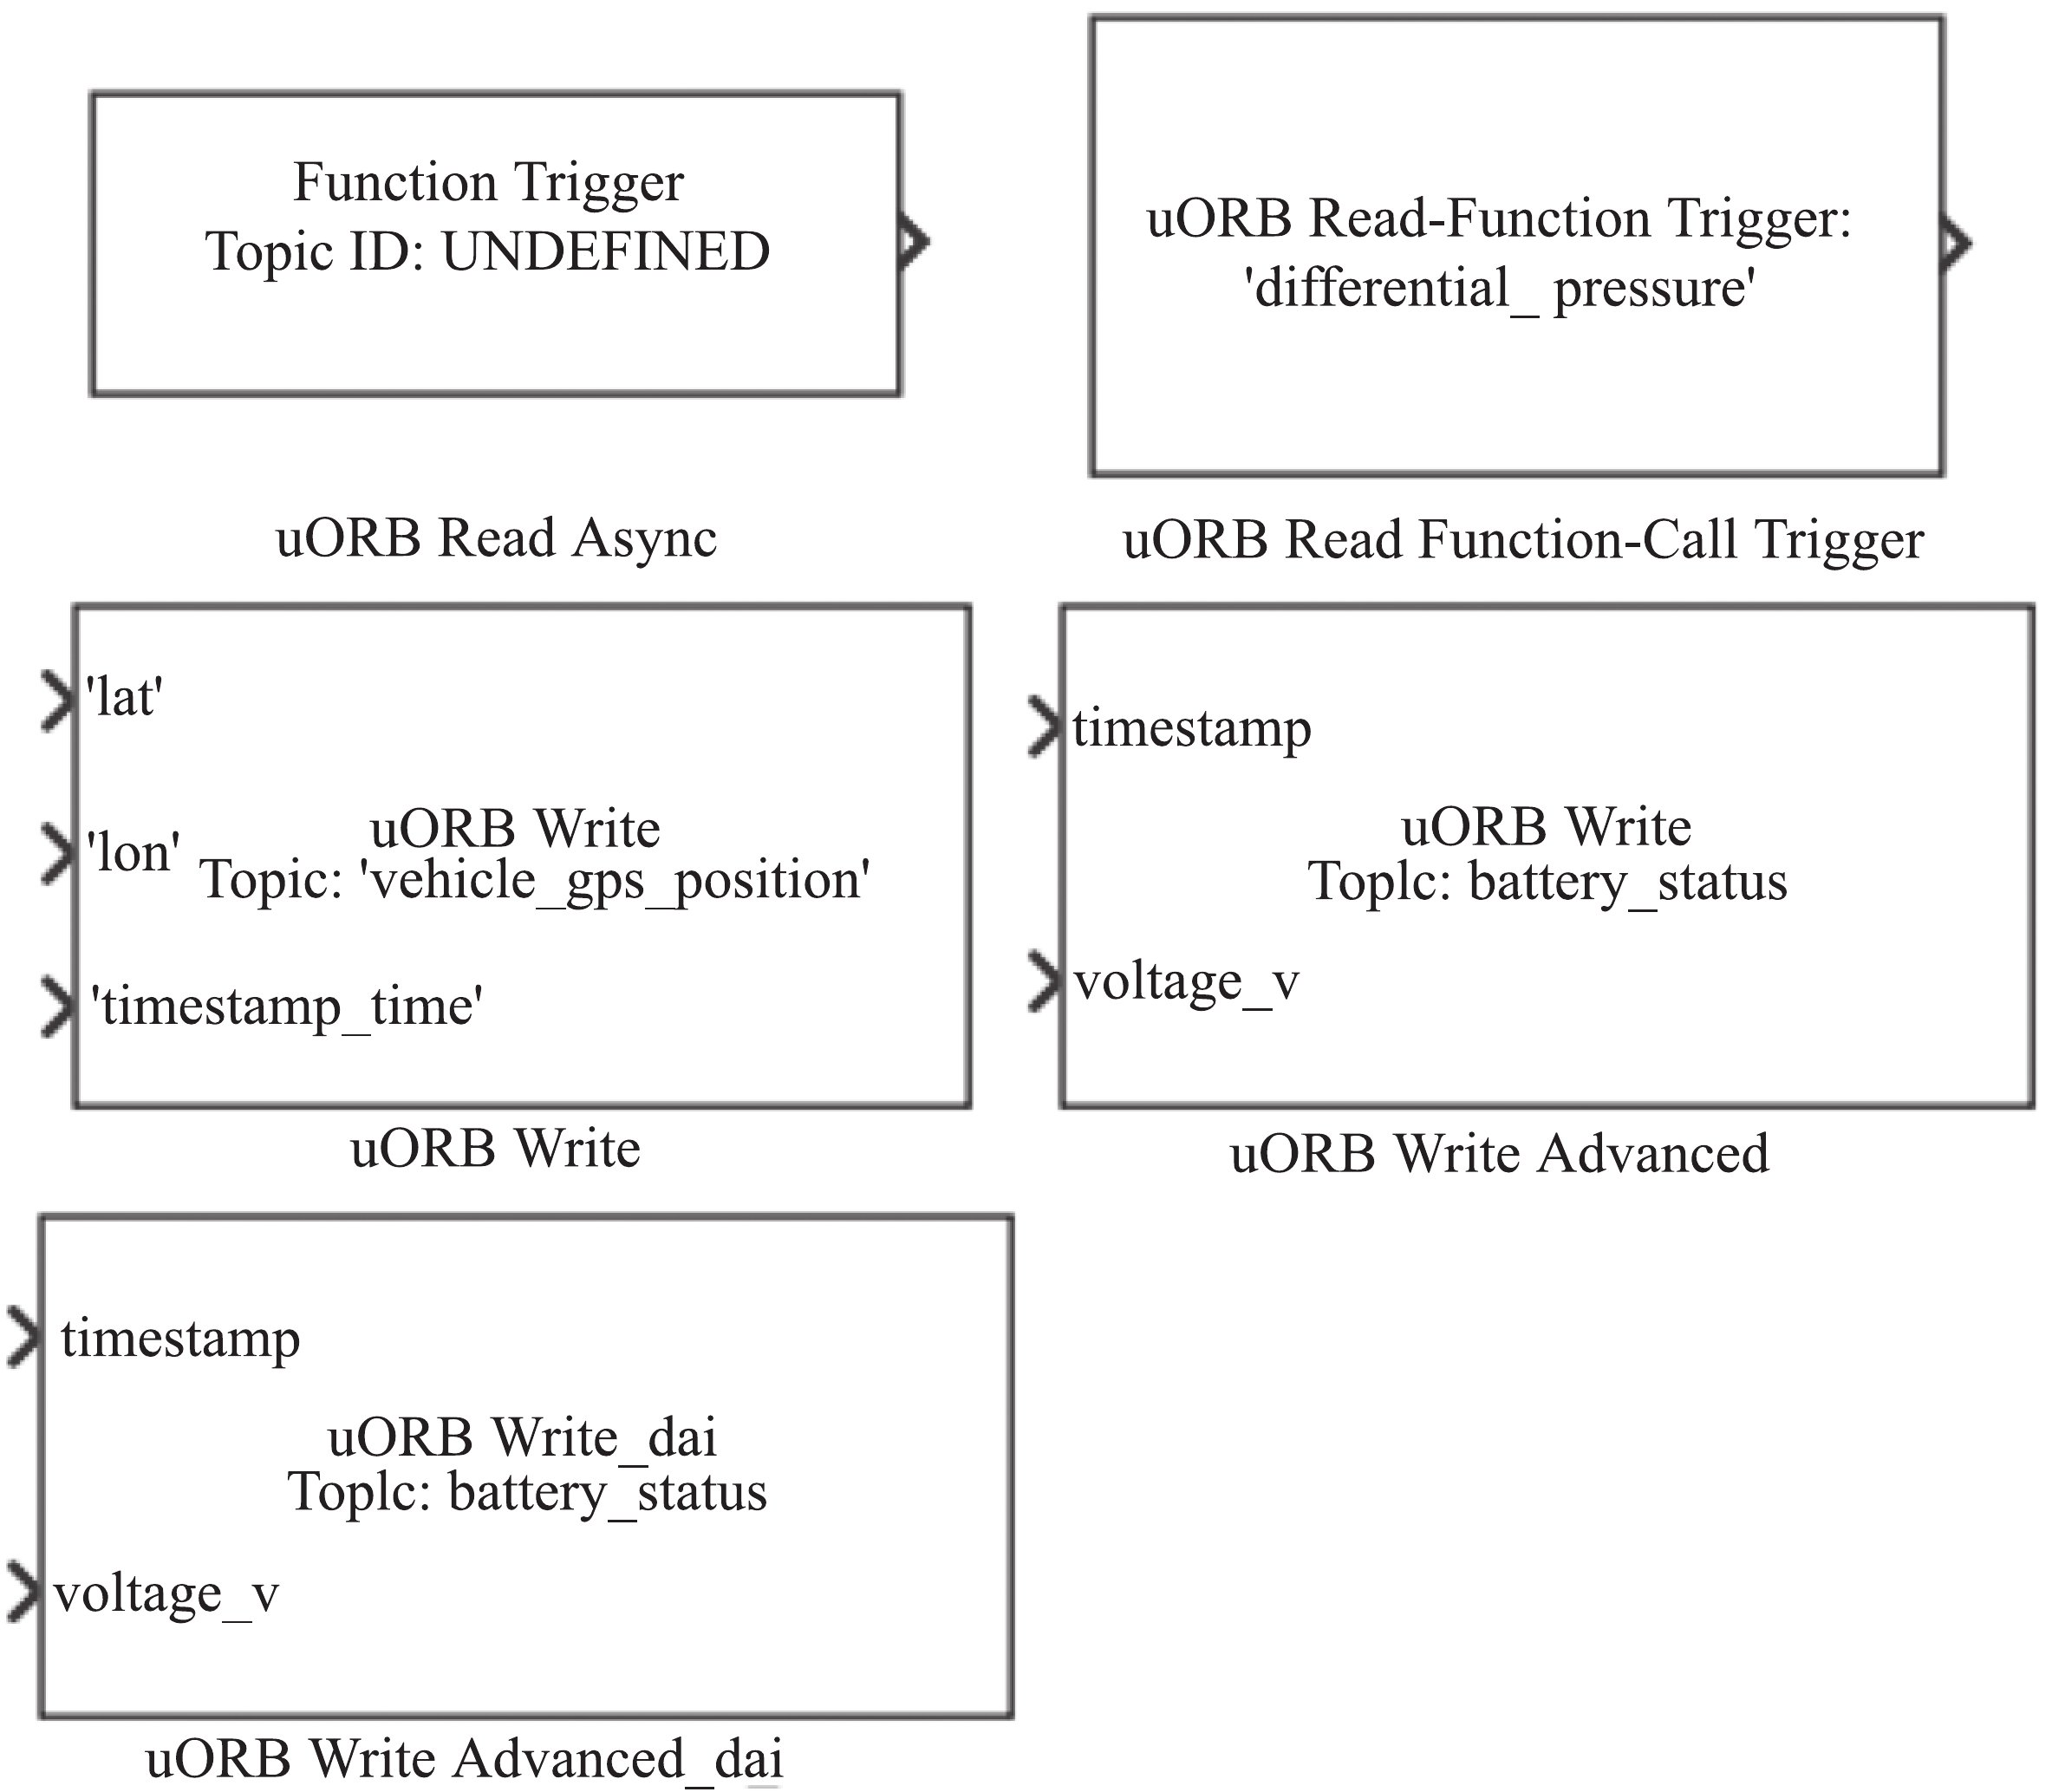 Function Trigger
Topic ID: UNDEFINED
uORB Read Async
uORB Read-Function Trigger:
'differential_ pressure'
uORB Read Function-Call Trigger
'lat'
'lon'
uORB Write
Topic: 'vehicle_gps_position'
'timestamp_time'
uORB Write
timestamp
uORB Write
Toplc: battery_status
voltage_v
uORB Write Advanced
timestamp
uORB Write_dai
Toplc: battery_status
voltage_v
uORB Write Advanced_dai